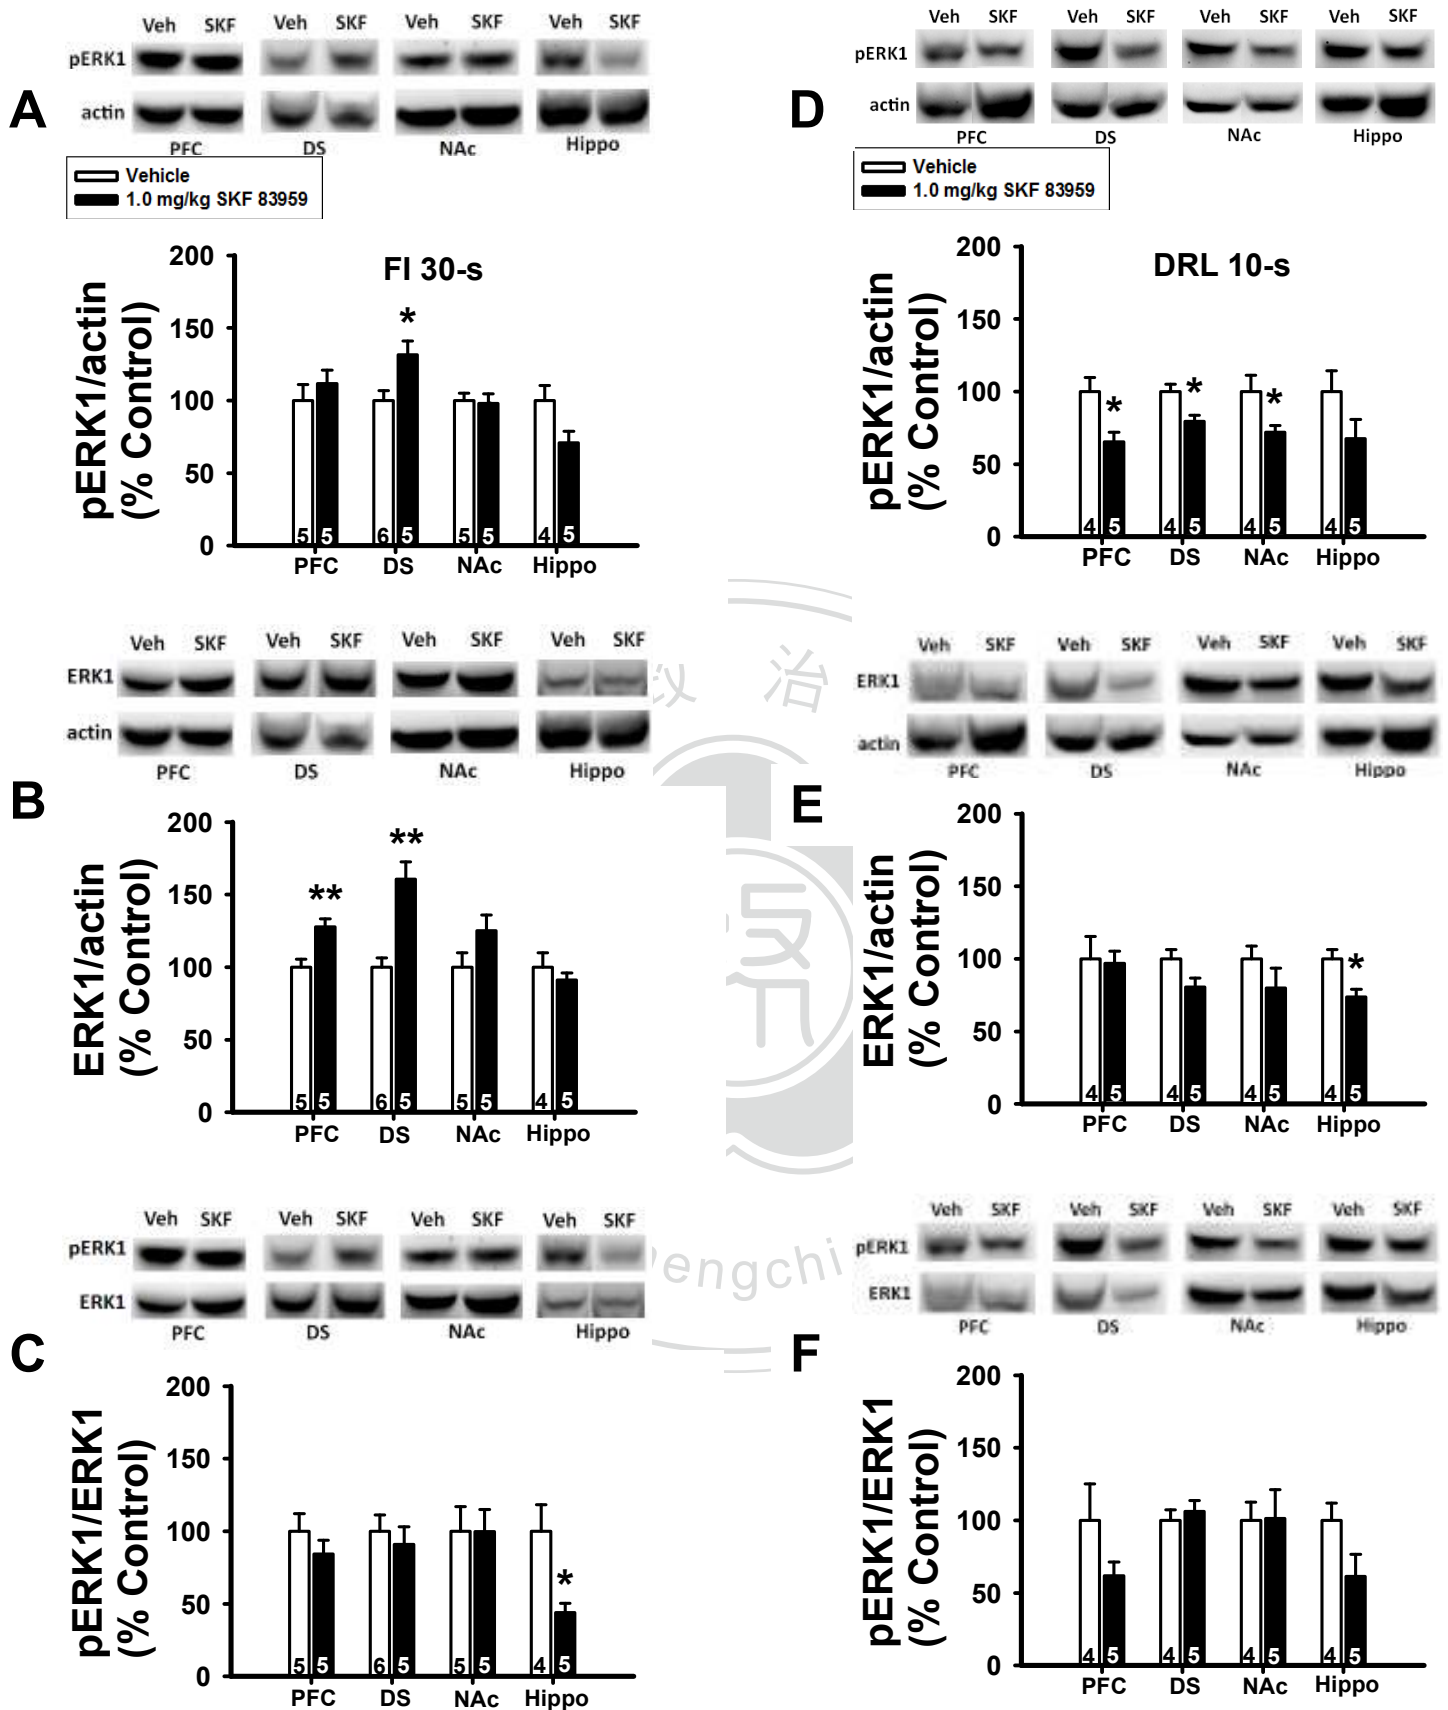 Veh SKF Veh SKF Veh SKF Veh SKF
pERK1
A
actin
PFC DS NAc Hippo
Vehicle
1.0 mg/kg SKF 83959
FI 30-s
pERK1/actin
(% Control)
200
150
100
50
0
*
5 5 6 5 5 5 4 5
PFC DS NAc Hippo
Veh SKF Veh SKF Veh SKF Veh SKF
ERK1
actin
PFC DS NAc Hippo
B
ERK1/actin
(% Control)
200
150
100
50
0
** **
5 5 6 5 5 5 4 5
PFC DS NAc Hippo
Veh SKF Veh SKF Veh SKF Veh SKF
pERK1
ERK1
PFC DS NAc Hippo
C
pERK1/ERK1
(% Control)
200
150
100
50
0
*
5 5 6 5 5 5 4 5
PFC DS NAc Hippo
Veh SKF Veh SKF Veh SKF Veh SKF
pERK1
D
actin
PFC DS NAc Hippo
Vehicle
1.0 mg/kg SKF 83959
DRL 10-s
pERK1/actin
(% Control)
200
150
100
50
0
* * *
4 5 4 5 4 5 4 5
PFC DS NAc Hippo
Veh SKF Veh SKF Veh SKF Veh SKF
ERK1
actin
PFC DS NAc Hippo
E
ERK1/actin
(% Control)
200
150
100
50
0
*
4 5 4 5 4 5 4 5
PFC DS NAc Hippo
Veh SKF Veh SKF Veh SKF Veh SKF
pERK1
ERK1
PFC DS NAc Hippo
F
pERK1/ERK1
(% Control)
200
150
100
50
0
4 5 4 5 4 5 4 5
PFC DS NAc Hippo
治
engchi